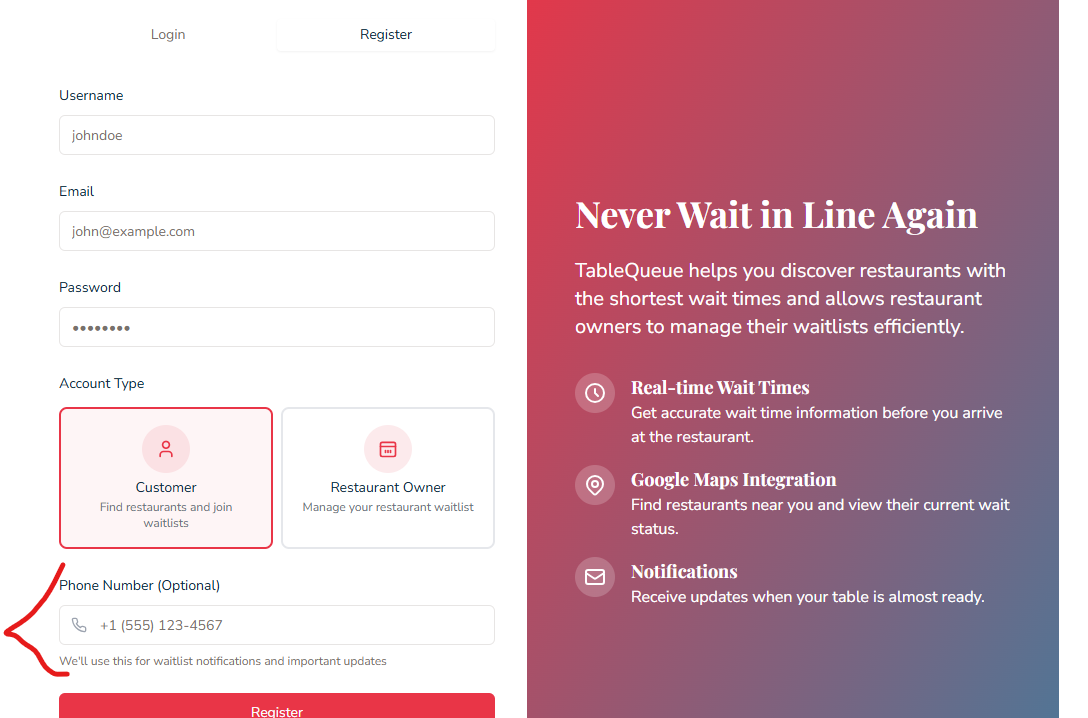 Login
Register
Username
johndoe
Email
john@example.com
Password
••••••••
Account Type
Customer
Find restaurants and join
waitlists
Restaurant Owner
Manage your restaurant waitlist
Phone Number (Optional)
+1 (555) 123-4567
We'll use this for waitlist notifications and important updates
Register
Never Wait in Line Again
TableQueue helps you discover restaurants with
the shortest wait times and allows restaurant
owners to manage their waitlists efficiently.
Real-time Wait Times
Get accurate wait time information before you arrive
at the restaurant.
Google Maps Integration
Find restaurants near you and view their current wait
status.
Notifications
Receive updates when your table is almost ready.